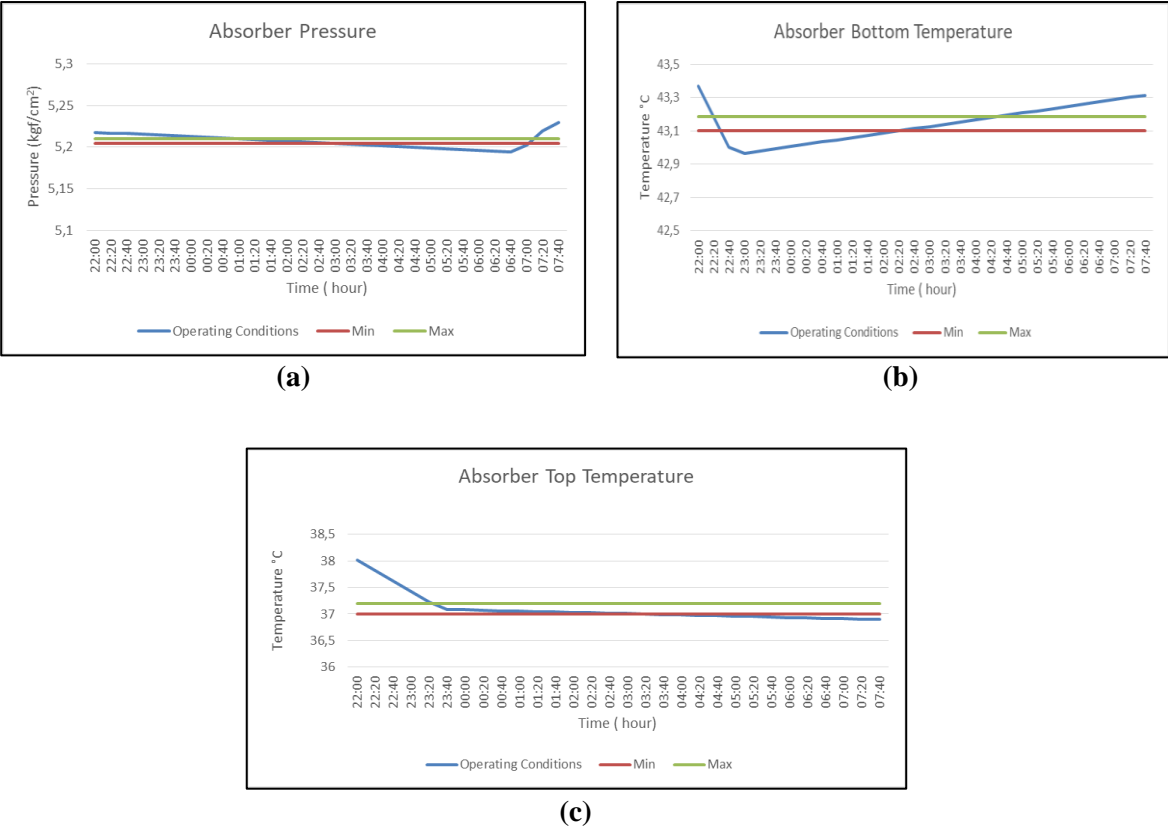 Absorber Pressure
Pressure (kgf/cm²)
5,3
5,25
5,2
5,15
5,1
22:00 22:20 22:40 23:00 23:20 23:40 00:00 00:20 00:40 01:00 01:20 01:40 02:00 02:20 02:40 03:00 03:20 03:40 04:00 04:20 04:40 05:00 05:20 05:40 06:00 06:20 06:40 07:00 07:20 07:40
Time ( hour)
Operating Conditions Min Max
(a)
Absorber Bottom Temperature
Temperature °C
43,5
43,3
43,1
42,9
42,7
42,5
22:00 22:20 22:40 23:00 23:20 23:40 00:00 00:20 00:40 01:00 01:20 01:40 02:00 02:20 02:40 03:00 03:20 03:40 04:00 04:20 04:40 05:00 05:20 05:40 06:00 06:20 06:40 07:00 07:20 07:40
Time ( hour)
Operating Conditions Min Max
(b)
Absorber Top Temperature
Temperature °C
38,5
38
37,5
37
36,5
36
22:00 22:20 22:40 23:00 23:20 23:40 00:00 00:20 00:40 01:00 01:20 01:40 02:00 02:20 02:40 03:00 03:20 03:40 04:00 04:20 04:40 05:00 05:20 05:40 06:00 06:20 06:40 07:00 07:20 07:40
Time ( hour)
Operating Conditions Min Max
(c)